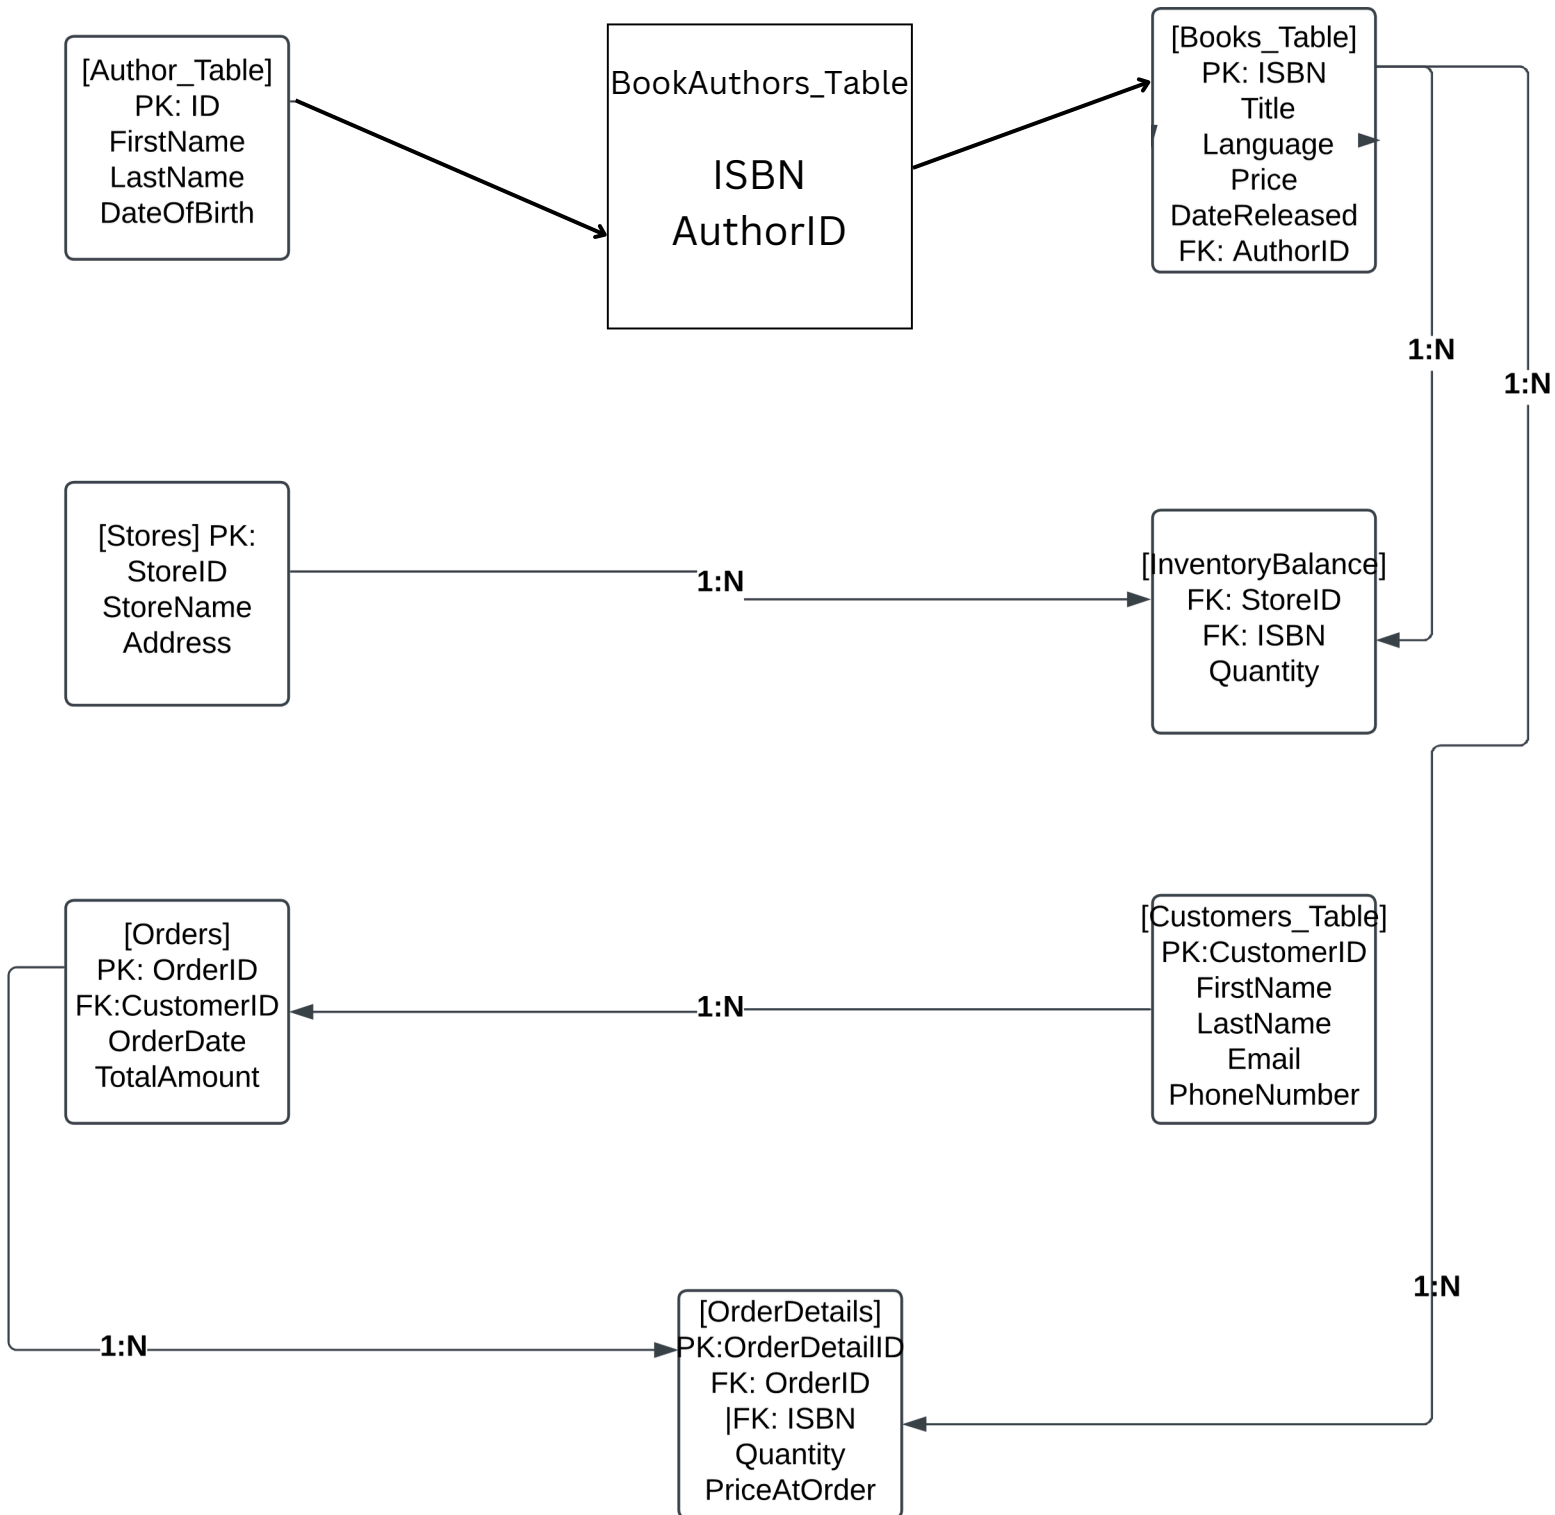 [Author_Table]
PK: ID
FirstName
LastName
DateOfBirth
BookAuthors_Table
ISBN
AuthorID
[Books_Table]
PK: ISBN
Title
Language
Price
DateReleased
FK: AuthorID
1:N
1:N
[Stores] PK:
StoreID
StoreName
Address
1:N
[InventoryBalance]
FK: StoreID
FK: ISBN
Quantity
[Orders]
PK: OrderID
FK:CustomerID
OrderDate
TotalAmount
1:N
[Customers_Table]
PK:CustomerID
FirstName
LastName
Email
PhoneNumber
1:N
1:N
[OrderDetails]
PK:OrderDetailID
FK: OrderID
|FK: ISBN
Quantity
PriceAtOrder